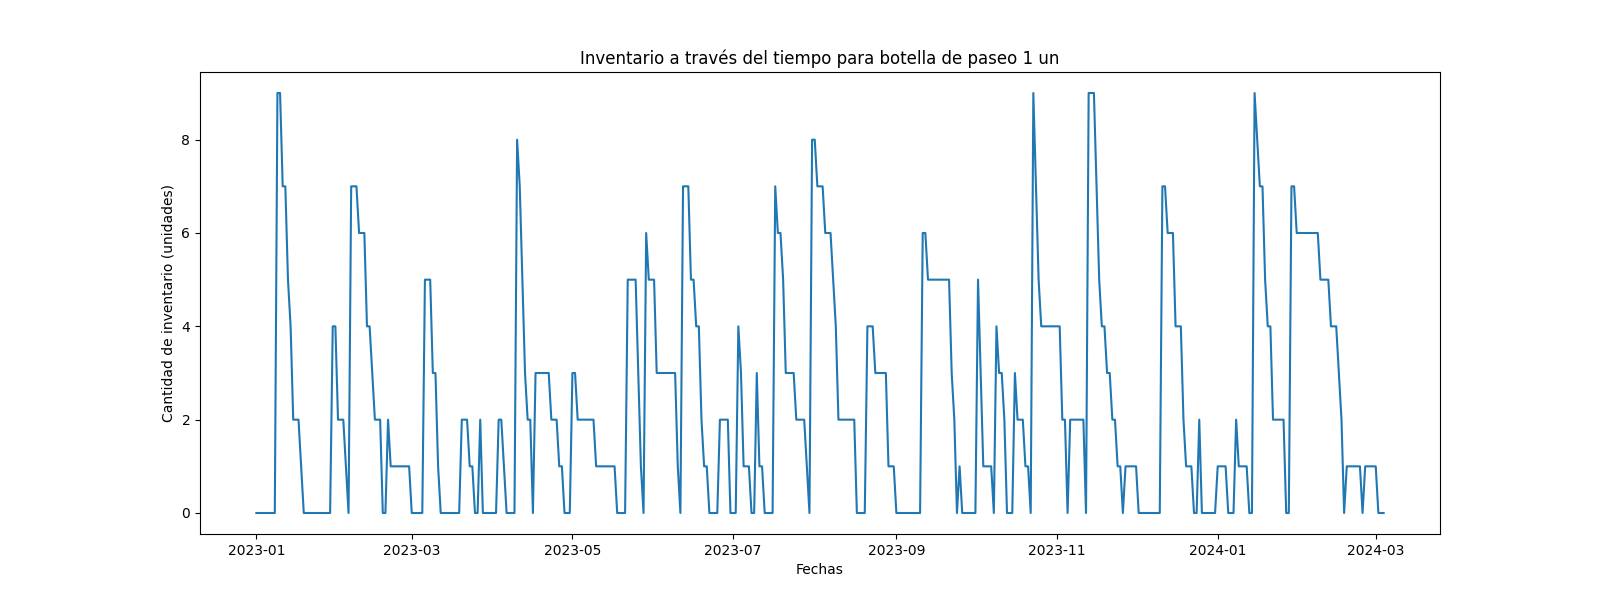 Inventario a través del tiempo para botella de paseo 1 un
Cantidad de inventario (unidades)
8
6
4
2
0
2023-01 2023-03 2023-05 2023-07 2023-09 2023-11 2024-01 2024-03
Fechas